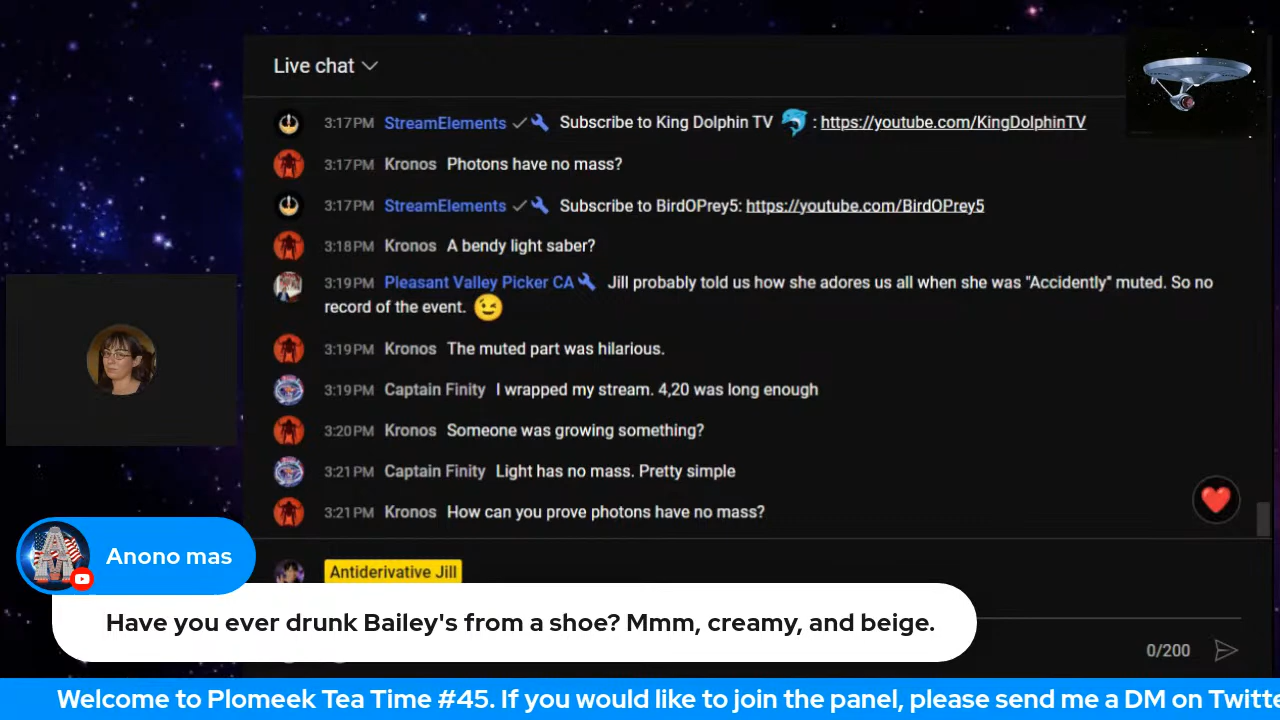 Live chat
3:17PM StreamElements Subscribe to King Dolphin TV 🐬 : https://youtube.com/KingDolphinTV
3:17PM Kronos Photons have no mass?
3:17PM StreamElements Subscribe to BirdOPrey5: https://youtube.com/BirdOPrey5
3:18PM Kronos A bendy light saber?
3:19PM Pleasant Valley Picker CA Jill probably told us how she adores us all when she was "Accidently" muted. So no
record of the event. 😉
3:19PM Kronos The muted part was hilarious.
3:19PM Captain Finity I wrapped my stream. 4,20 was long enough
3:20PM Kronos Someone was growing something?
3:21PM Captain Finity Light has no mass. Pretty simple
3:21PM Kronos How can you prove photons have no mass?
Antiderivative Jill
Anono mas
Have you ever drunk Bailey's from a shoe? Mmm, creamy, and beige.
0/200
Welcome to Plomeek Tea Time #45. If you would like to join the panel, please send me a DM on Twitte